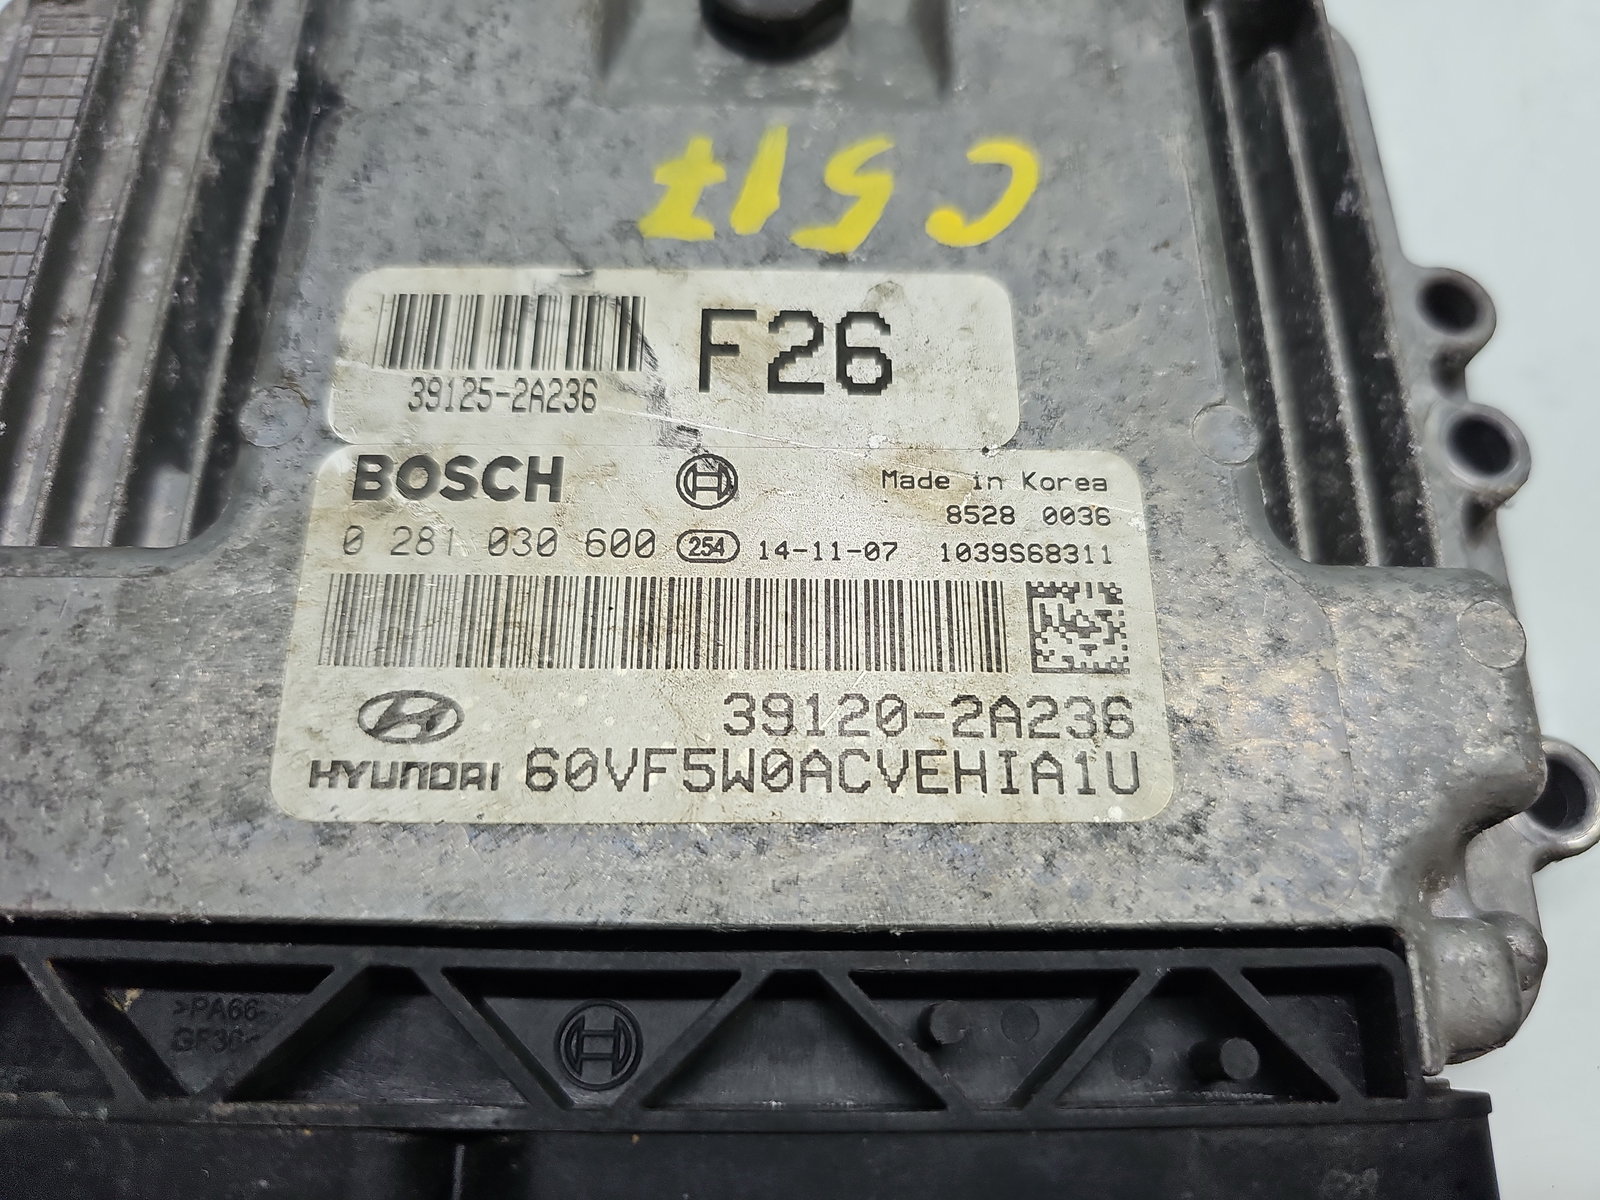 C517
F26
39125-2A236
BOSCH
Made in Korea
8528 0036
0 281 030 600 254 14-11-07 1039S68311
39120-2A236
HYUNDAI 60VF5W0ACVEHIA1U
>PA66-
GF30<